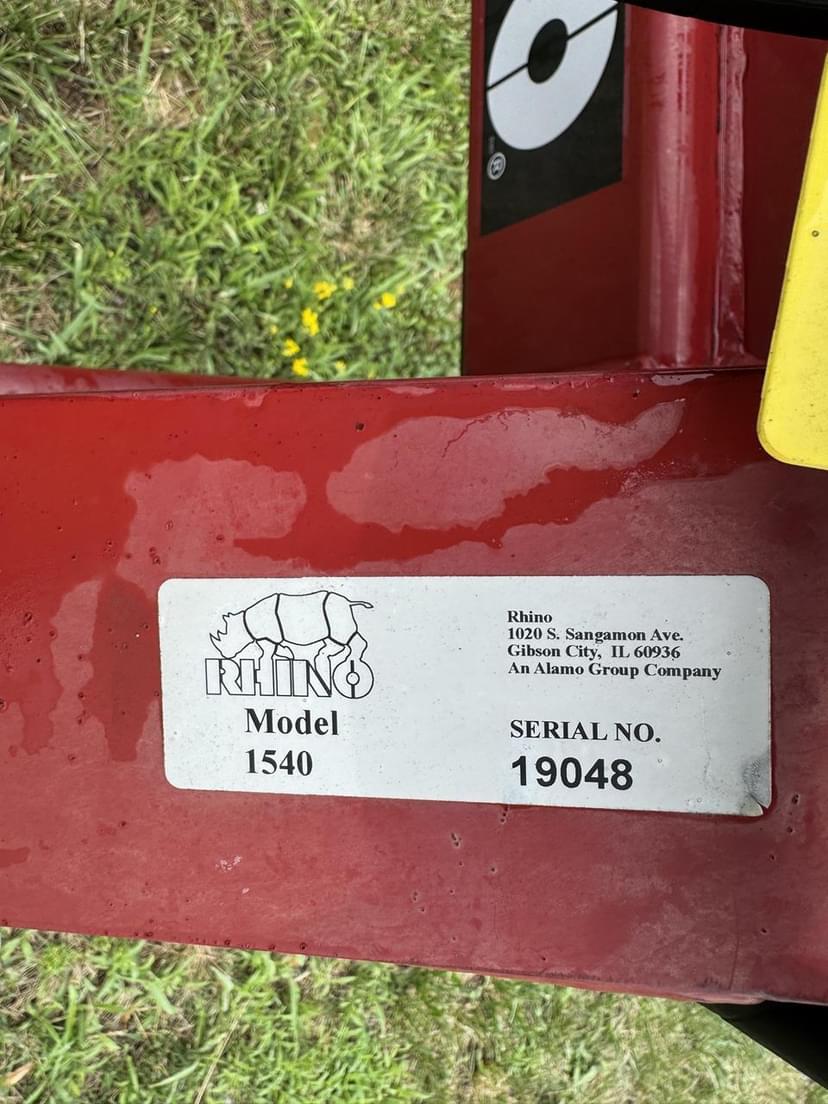 RHINO
Model
1540
Rhino
1020 S. Sangamon Ave.
Gibson City, IL 60936
An Alamo Group Company
SERIAL NO.
19048
O
®